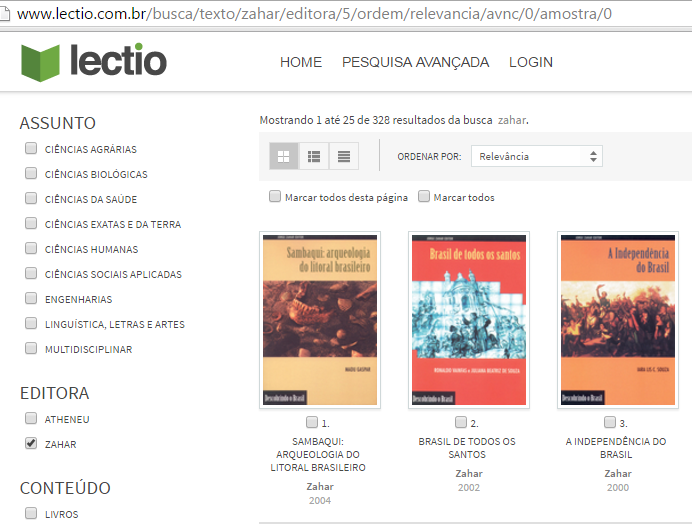 www.lectio.com.br/busca/texto/zahar/editora/5/ordem/relevancia/avnc/0/amostra/0
lectio
HOME PESQUISA AVANÇADA LOGIN
ASSUNTO
CIÊNCIAS AGRÁRIAS
CIÊNCIAS BIOLÓGICAS
CIÊNCIAS DA SAÚDE
CIÊNCIAS EXATAS E DA TERRA
CIÊNCIAS HUMANAS
CIÊNCIAS SOCIAIS APLICADAS
ENGENHARIAS
LINGUÍSTICA, LETRAS E ARTES
MULTIDISCIPLINAR
EDITORA
ATHENEU
ZAHAR
CONTEÚDO
LIVROS
Mostrando 1 até 25 de 328 resultados da busca zahar.
ORDENAR POR: Relevância
Marcar todos desta página Marcar todos
Sambaqui: arqueologia
do litoral brasileiro
MADU GASPAR
Descobrindo o Brasil
1.
SAMBAQUI:
ARQUEOLOGIA DO
LITORAL BRASILEIRO
Zahar
2004
Brasil de todos os santos
RONALDO VAINFAS e JULIANA BEATRIZ DE SOUZA
Descobrindo o Brasil
2.
BRASIL DE TODOS OS
SANTOS
Zahar
2002
A Independência
do Brasil
IARA LIS C. SOUZA
Descobrindo o Brasil
3.
A INDEPENDÊNCIA DO
BRASIL
Zahar
2000